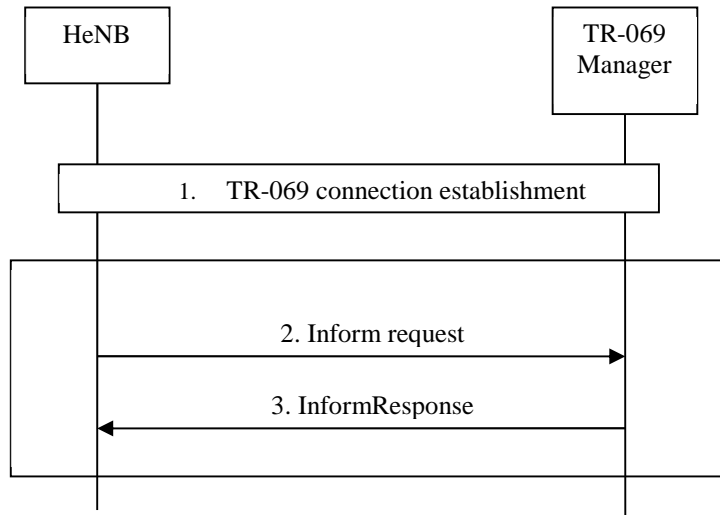 HeNB
TR-069
Manager
1. TR-069 connection establishment
2. Inform request
3. InformResponse